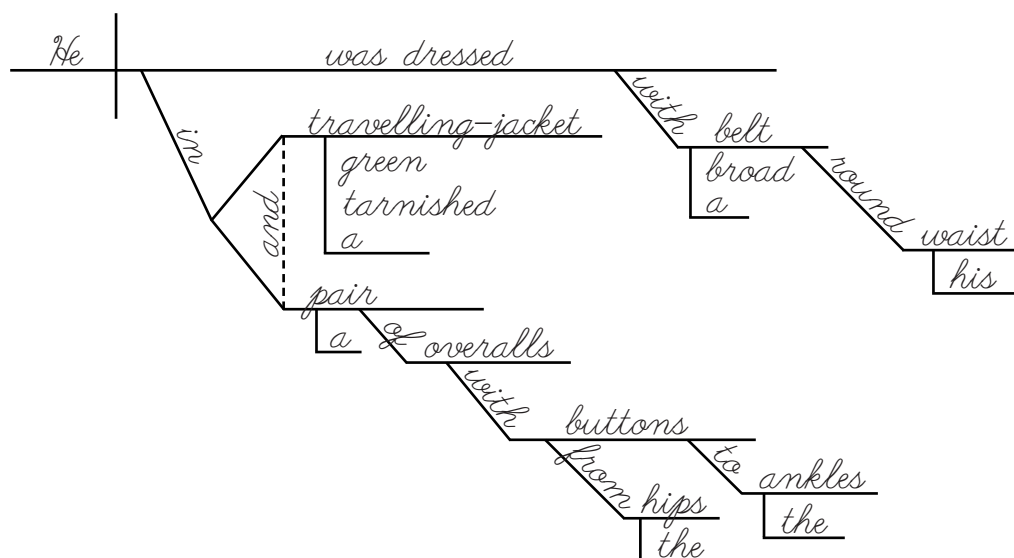 He was dressed
in
with
travelling-jacket
belt
green
broad
tarnished
a
a
and
round
waist
his
pair
a
of
overalls
with
buttons
from
to
ankles
hips
the
the